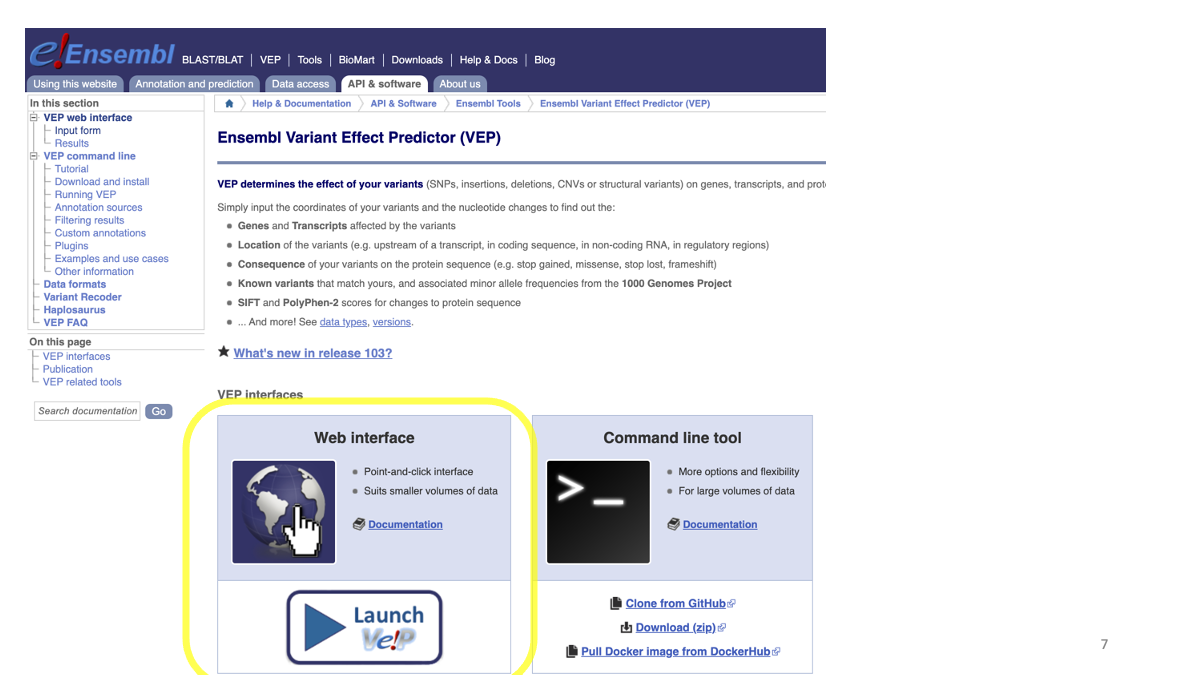 e!Ensembl BLAST/BLAT | VEP | Tools | BioMart | Downloads | Help & Docs | Blog
Using this website Annotation and prediction Data access API & software About us
In this section
VEP web interface
Input form
Results
VEP command line
Tutorial
Download and install
Running VEP
Annotation sources
Filtering results
Custom annotations
Plugins
Examples and use cases
Other information
Data formats
Variant Recoder
Haplosaurus
VEP FAQ
On this page
VEP interfaces
Publication
VEP related tools
Search documentation Go
Help & Documentation API & Software Ensembl Tools Ensembl Variant Effect Predictor (VEP)
Ensembl Variant Effect Predictor (VEP)
VEP determines the effect of your variants (SNPs, insertions, deletions, CNVs or structural variants) on genes, transcripts, and prot
Simply input the coordinates of your variants and the nucleotide changes to find out the:
Genes and Transcripts affected by the variants
Location of the variants (e.g. upstream of a transcript, in coding sequence, in non-coding RNA, in regulatory regions)
Consequence of your variants on the protein sequence (e.g. stop gained, missense, stop lost, frameshift)
Known variants that match yours, and associated minor allele frequencies from the 1000 Genomes Project
SIFT and PolyPhen-2 scores for changes to protein sequence
... And more! See data types, versions.
What's new in release 103?
VEP interfaces
Web interface
Point-and-click interface
Suits smaller volumes of data
Documentation
Launch
Ve!P
Command line tool
>_
More options and flexibility
For large volumes of data
Documentation
Clone from GitHub
Download (zip)
Pull Docker image from DockerHub
7